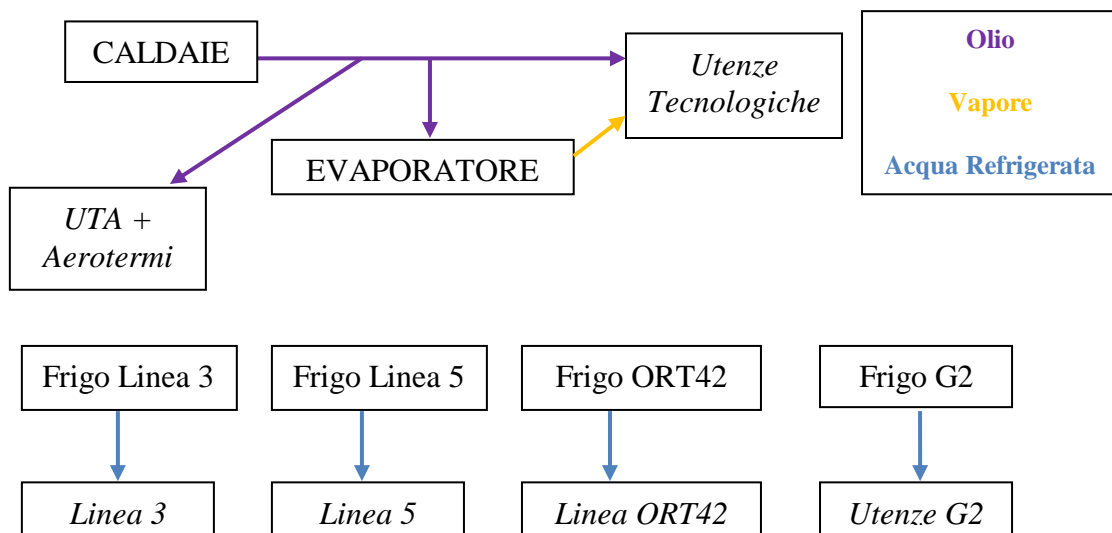 CALDAIE
Utenze
Tecnologiche
Olio
Vapore
Acqua Refrigerata
EVAPORATORE
UTA +
Aerotermi
Frigo Linea 3
Frigo Linea 5
Frigo ORT42
Frigo G2
Linea 3
Linea 5
Linea ORT42
Utenze G2